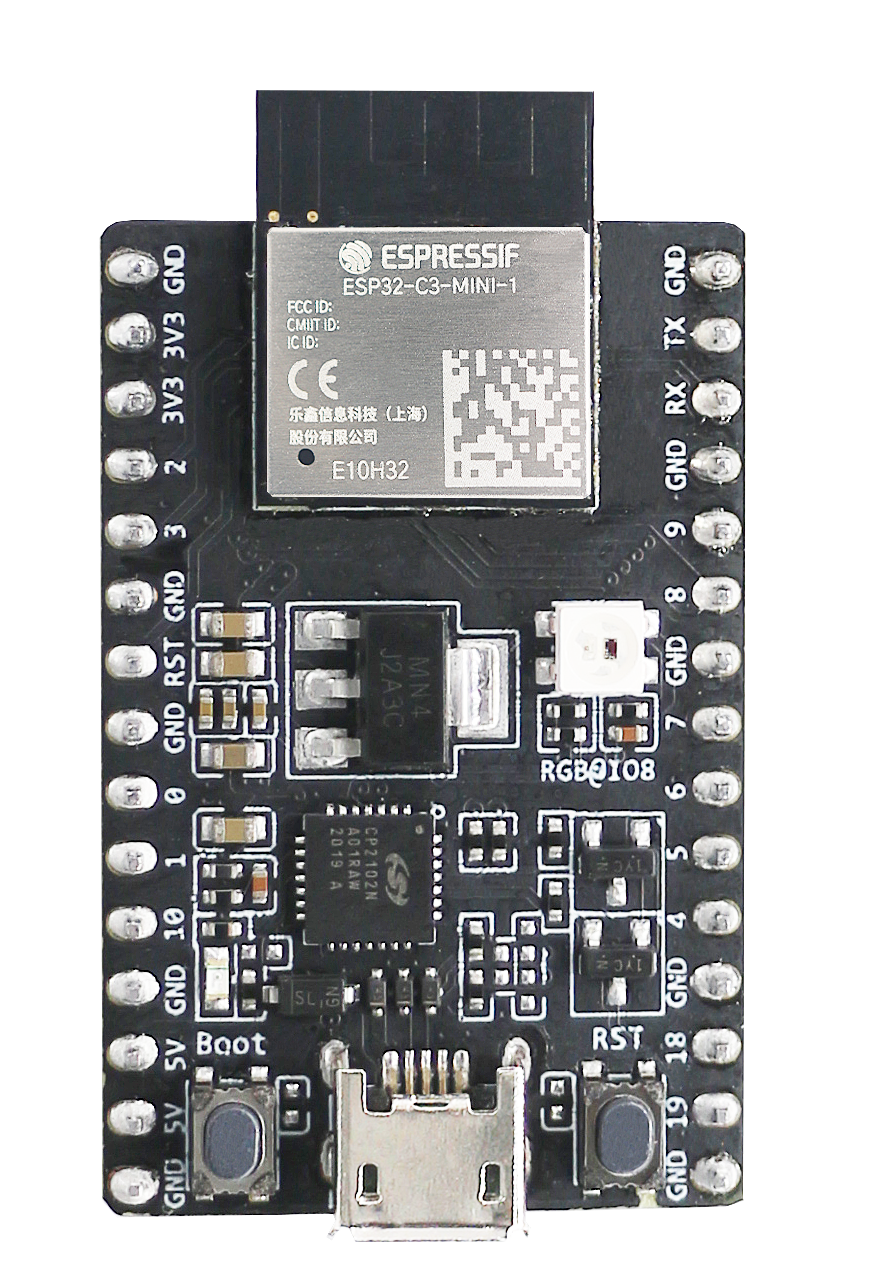 ESPRESSIF
ESP32-C3-MINI-1
FCC ID:
CMIIT ID:
IC ID:
CE
乐鑫信息科技（上海）
股份有限公司
E10H32
GND
3V3
3V3
2
3
GND
RST
GND
0
1
10
GND
5V
5V
GND
GND
TX
RX
GND
9
8
GND
7
6
5
4
GND
18
19
GND
MN4
J2A3C
RGB@IO8
CP2102N
A01RAW
2019 A
1YC
N
1YC
N
SL
N9
Boot
RST